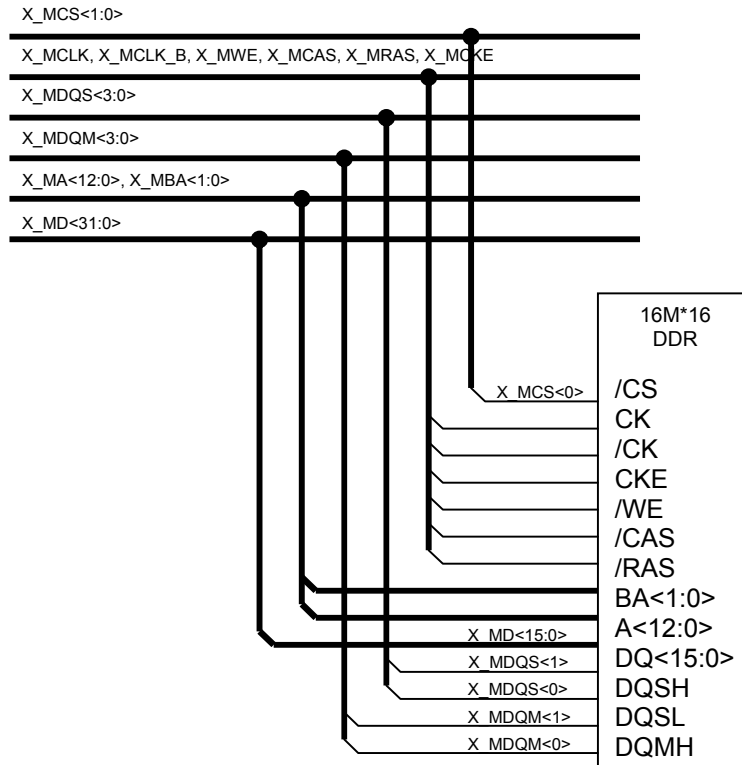 X_MCS<1:0>
X_MCLK, X_MCLK_B, X_MWE, X_MCAS, X_MRAS, X_MCKE
X_MDQS<3:0>
X_MDQM<3:0>
X_MA<12:0>, X_MBA<1:0>
X_MD<31:0>
16M*16
DDR
X_MCS<0>
/CS
CK
/CK
CKE
/WE
/CAS
/RAS
BA<1:0>
A<12:0>
X_MD<15:0>
DQ<15:0>
X_MDQS<1>
DQSH
X_MDQS<0>
DQSL
X_MDQM<1>
DQMH
X_MDQM<0>